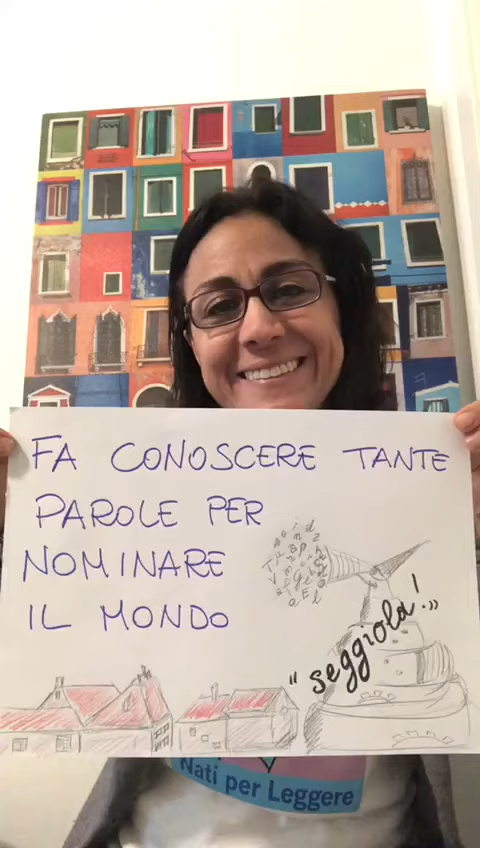 FA CONOSCERE TANTE
PAROLE PER
NOMINARE
IL MONDO
"seggiola!"
Nati per Leggere